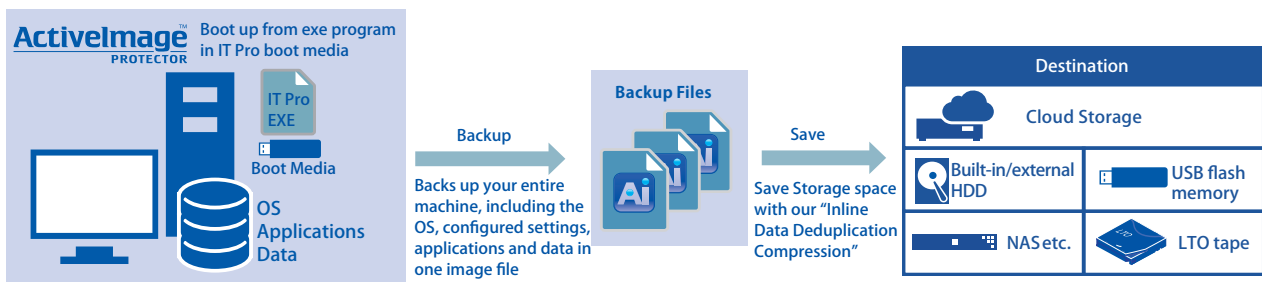 ActiveImage™
PROTECTOR
Boot up from exe program
in IT Pro boot media
IT Pro
EXE
Boot Media
OS
Applications
Data
Backup
Backs up your entire
machine, including the
OS, configured settings,
applications and data in
one image file
Backup Files
Ai
Ai
Ai
Save
Save Storage space
with our “Inline
Data Deduplication
Compression”
Destination
Cloud Storage
Built-in/external
HDD
USB flash
memory
NAS etc.
LTO
LTO tape